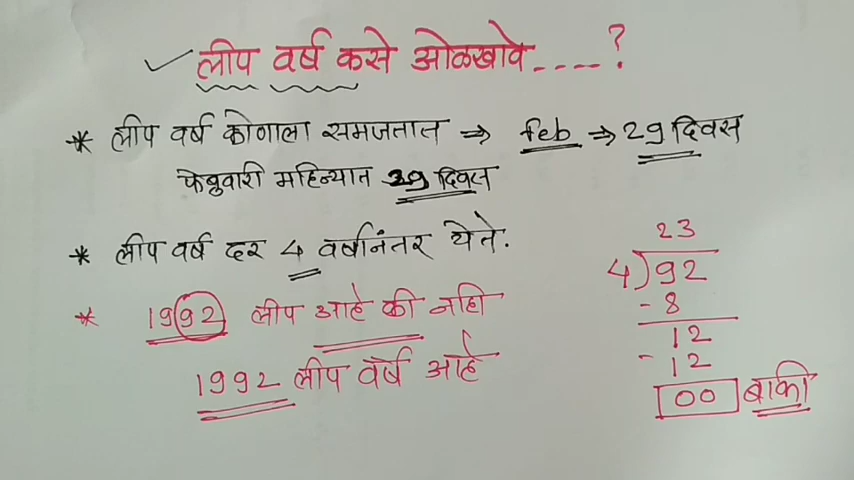 लीप वर्ष कसे ओळखावे....?
* लीप वर्ष कोणाला समजतात ⇒ feb ⇒ 29 दिवस
फेब्रुवारी महिन्यात 29 दिवस
* लीप वर्ष दर 4 वर्षानंतर येते.
* 1992 लीप आहे की नही
1992 लीप वर्ष आहे
23
4)92
-8
12
-12
00 बाकी